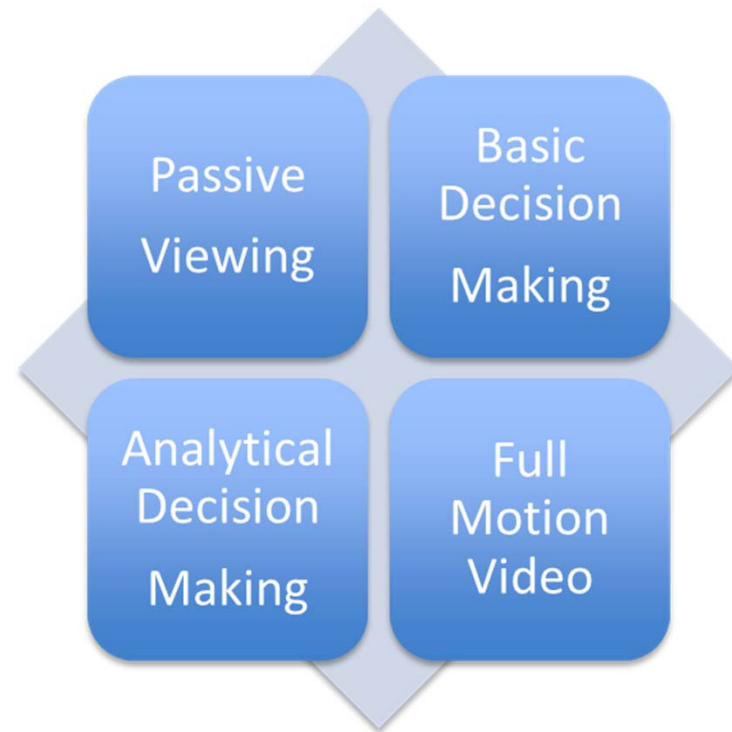 Passive
Viewing
Basic
Decision
Making
Analytical
Decision
Making
Full
Motion
Video